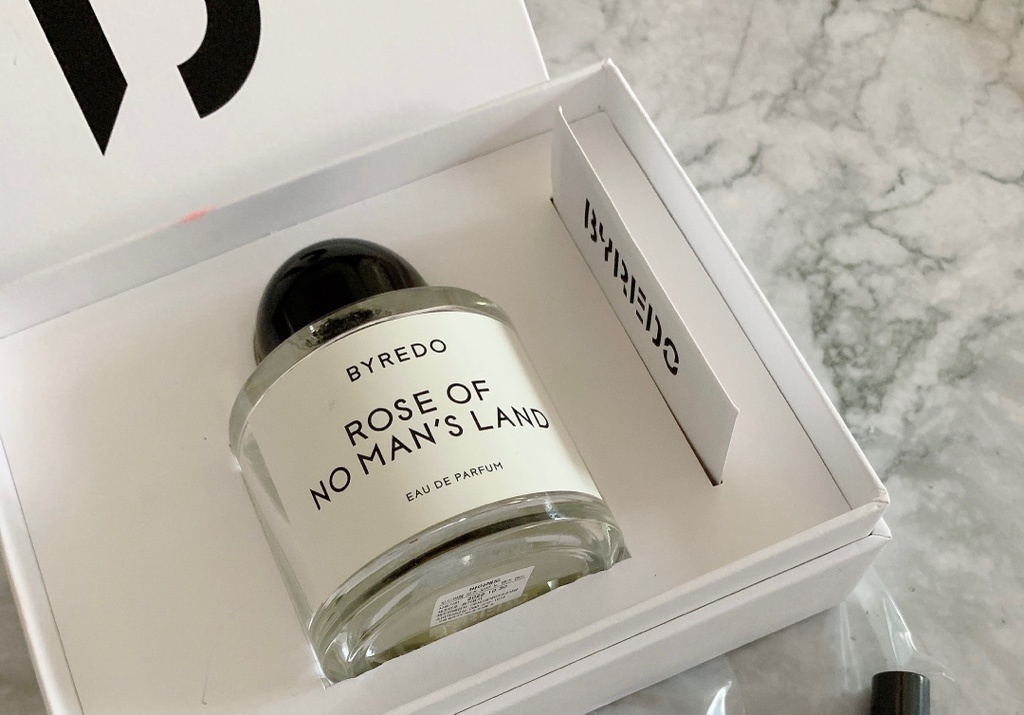 BYREDO
ROSE OF
NO MAN'S LAND
EAU DE PARFUM
BYREDO